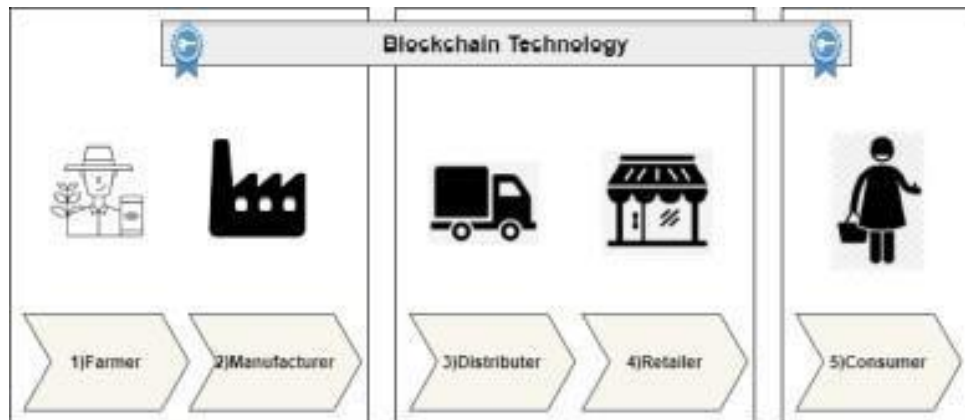 Blockchain Technology
1)Farmer
2)Manufacturer
3)Distributer
4)Retailer
5)Consumer